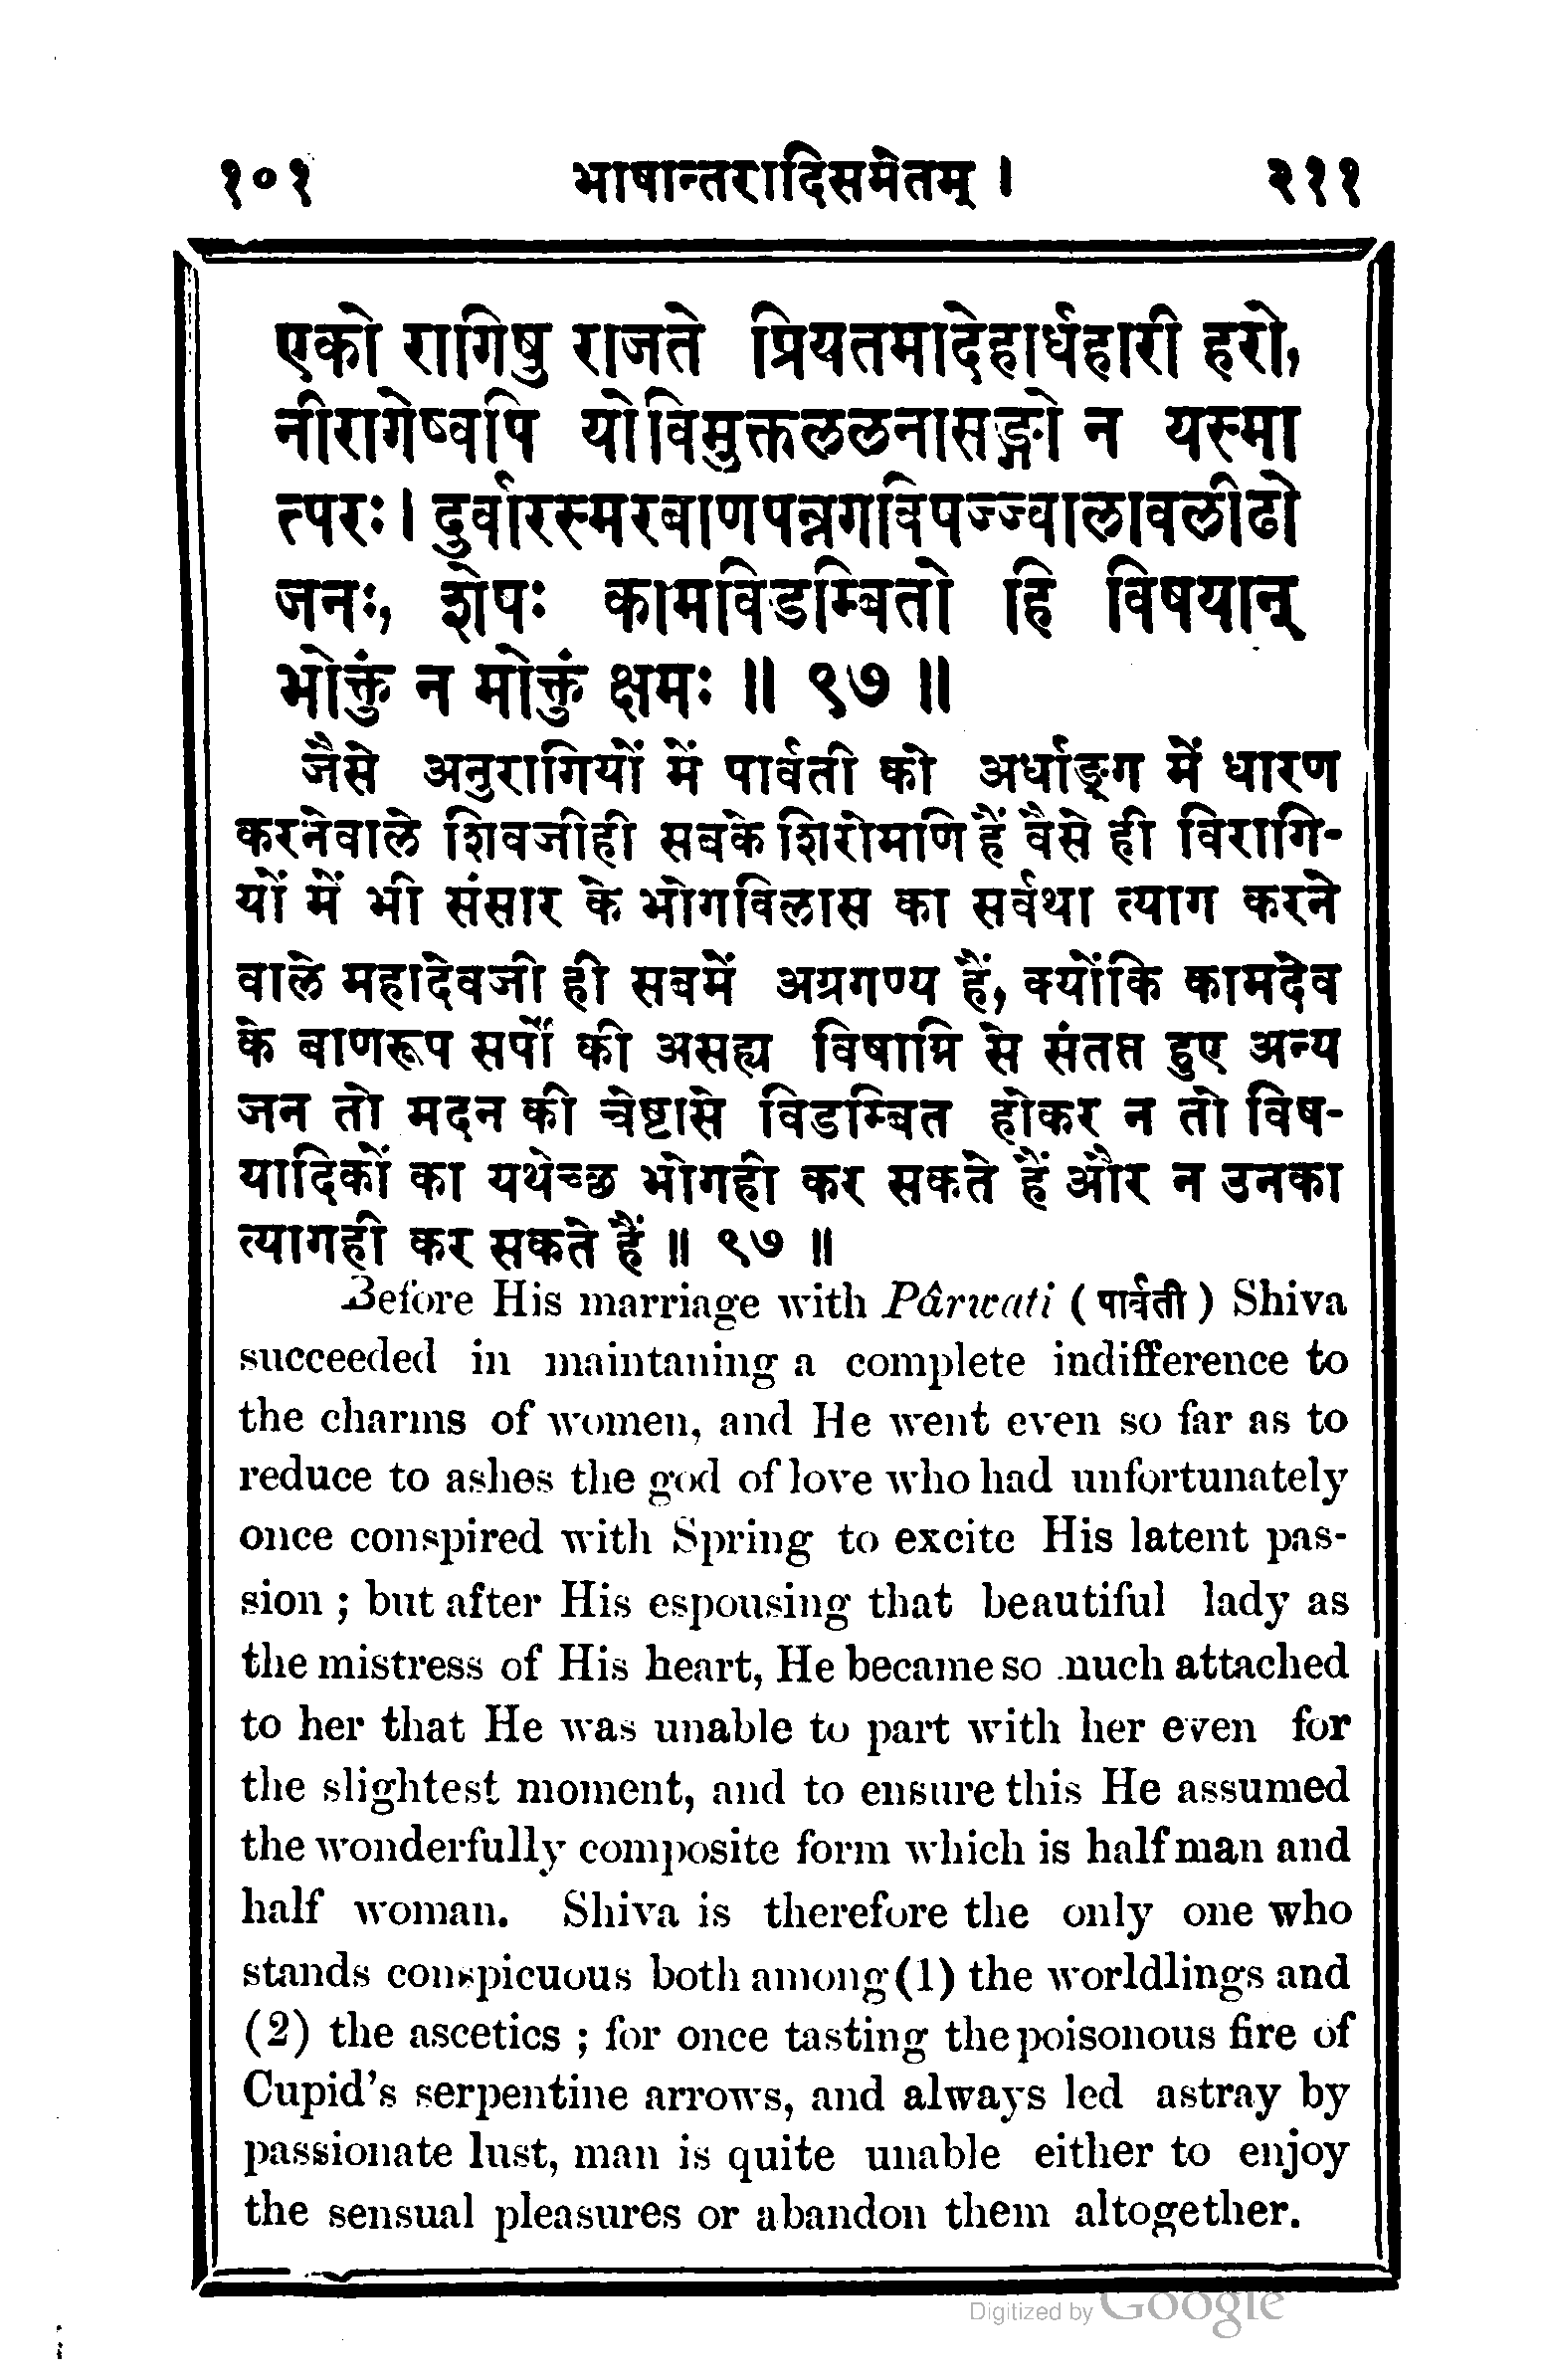 १०१ भाषान्तरादिसमेतम् । ३११
एको रागिषु राजते प्रियतमादेहार्धहारी हरो,
नीरागेष्वपि योविमुक्तललनासङ्गो न यस्मा
त्परः । दुर्वारस्मरबाणपन्नगविषज्ज्वालावलीढो
जनः, शेषः कामविडम्बितो हि विषयान्
भोक्तुं न मोक्तुं क्षमः ॥ ९७ ॥
जैसे अनुरागियों में पार्वती को अर्धाङ्ग में धारण
करनेवाले शिवजीही सबके शिरोमणि हैं वैसे ही विरागि-
यों में भी संसार के भोगविलास का सर्वथा त्याग करने
वाले महादेवजी ही सबमें अग्रगण्य हैं, क्योंकि कामदेव
के बाणरूप सर्पों की असह्य विषाग्नि से संतप्त हुए अन्य
जन तो मदन की चेष्टासे विडम्बित होकर न तो विष-
यादिकों का यथेच्छ भोगही कर सकते हैं और न उनका
त्यागही कर सकते हैं ॥ ९७ ॥
Before His marriage with Pârwati ( पार्वती ) Shiva
succeeded in maintaning a complete indifference to
the charms of women, and He went even so far as to
reduce to ashes the god of love who had unfortunately
once conspired with Spring to excite His latent pas-
sion ; but after His espousing that beautiful lady as
the mistress of His heart, He became so much attached
to her that He was unable to part with her even for
the slightest moment, and to ensure this He assumed
the wonderfully composite form which is half man and
half woman. Shiva is therefore the only one who
stands conspicuous both among (1) the worldlings and
(2) the ascetics ; for once tasting the poisonous fire of
Cupid's serpentine arrows, and always led astray by
passionate lust, man is quite unable either to enjoy
the sensual pleasures or abandon them altogether.
Digitized by Google